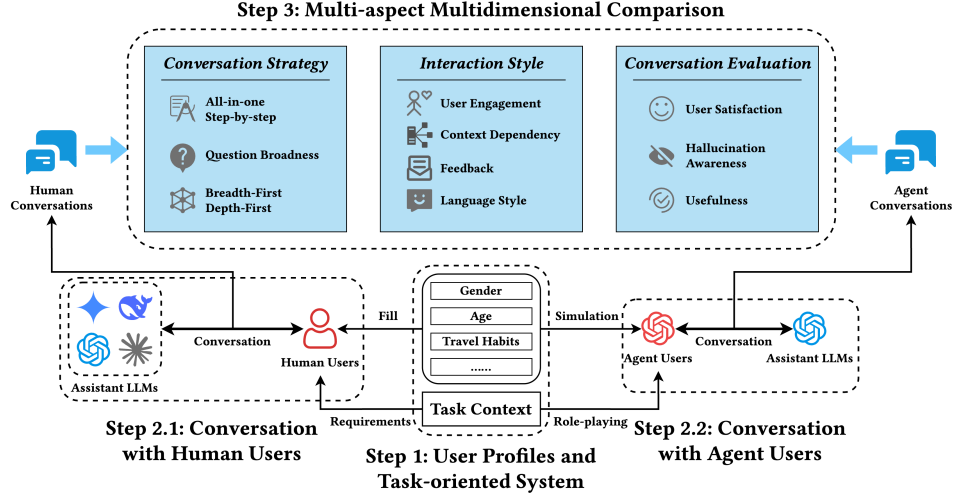 Step 3: Multi-aspect Multidimensional Comparison
Conversation Strategy
All-in-one
Step-by-step
Question Broadness
Breadth-First
Depth-First
Interaction Style
User Engagement
Context Dependency
Feedback
Language Style
Conversation Evaluation
User Satisfaction
Hallucination
Awareness
Usefulness
Human
Conversations
Agent
Conversations
Assistant LLMs
Conversation
Human Users
Fill
Gender
Age
Travel Habits
......
Simulation
Agent Users
Conversation
Assistant LLMs
Requirements
Task Context
Role-playing
Step 2.1: Conversation
with Human Users
Step 1: User Profiles and
Task-oriented System
Step 2.2: Conversation
with Agent Users